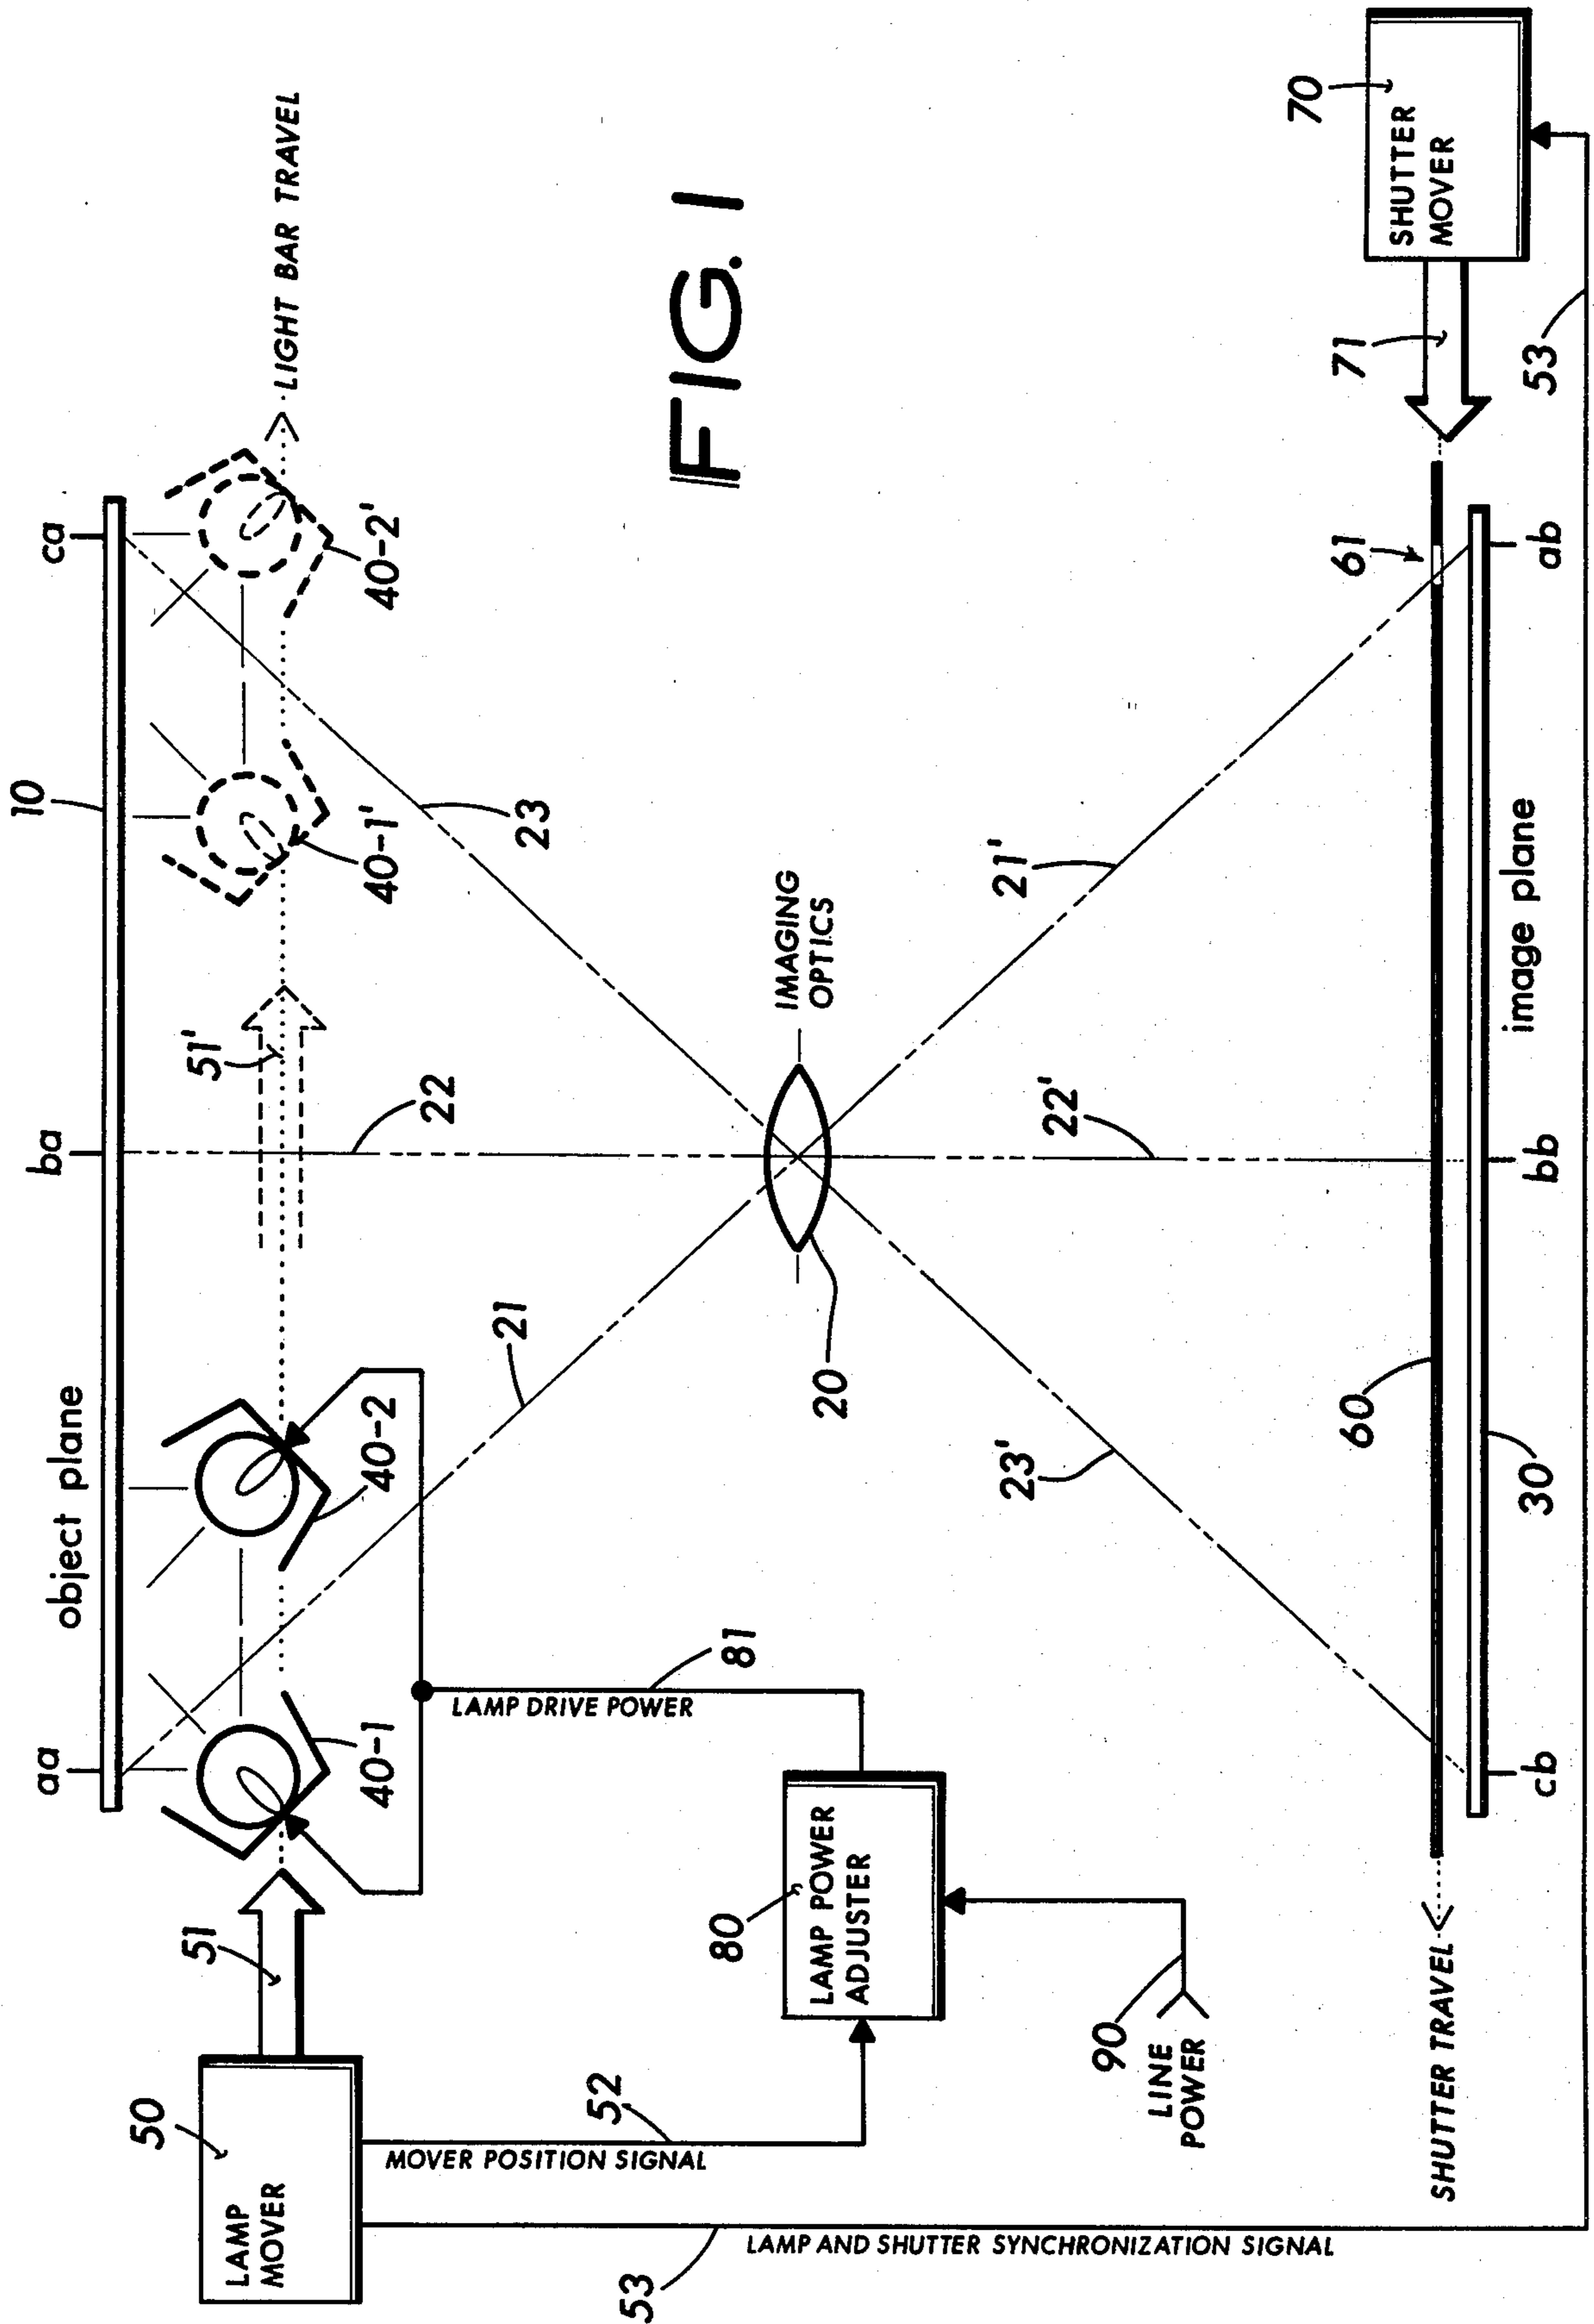 FIG. 1
10
aa
object plane
ba
ca
50
LAMP
MOVER
51
40-1
40-2
51'
40-1'
40-2'
LIGHT BAR TRAVEL
52
MOVER POSITION SIGNAL
53
LAMP AND SHUTTER SYNCHRONIZATION SIGNAL
81
LAMP DRIVE POWER
80
LAMP POWER
ADJUSTER
90
LINE
POWER
21
22
23
20
IMAGING
OPTICS
23'
22'
21'
60
61
71
70
SHUTTER
MOVER
53
SHUTTER TRAVEL
30
cb
bb
image plane
ab